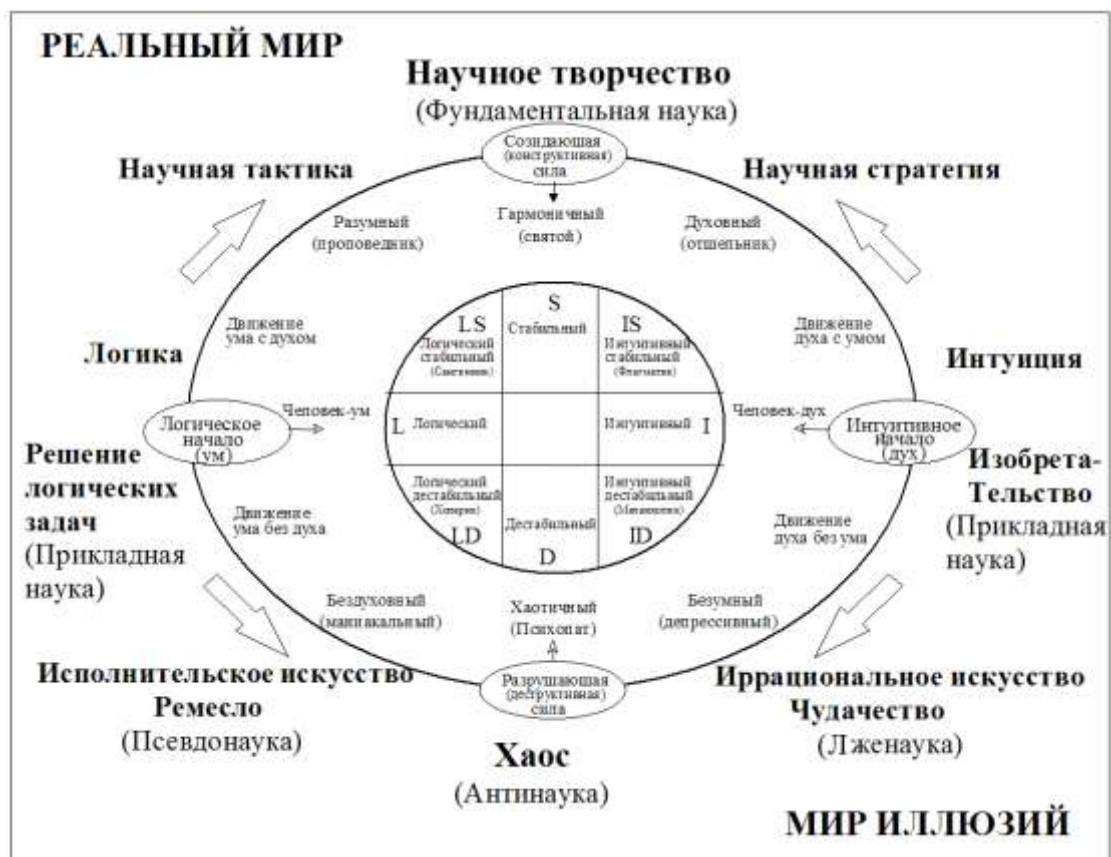 РЕАЛЬНЫЙ МИР
Научное творчество
(Фундаментальная наука)
Созидающая
(конструктивная)
сила
Научная тактика
Научная стратегия
Разумный
(проповедник)
Гармоничный
(святой)
Духовный
(отшельник)
S
Стабильный
LS
Логический
стабильный
(Сангвиник)
IS
Интуитивный
стабильный
(Флегматик)
Движение
ума с духом
Движение
духа с умом
Логика
Интуиция
Логическое
начало
(ум)
Человек-ум
L
Логический
Интуитивный
I
Человек-дух
Интуитивное
начало
(дух)
Решение
логических
задач
(Прикладная
наука)
Изобрета-
Тельство
(Прикладная
наука)
Логический
дестабильный
(Холерик)
LD
Дестабильный
D
Интуитивный
дестабильный
(Меланхолик)
ID
Движение
ума без духа
Движение
духа без ума
Бездуховный
(маниакальный)
Хаотичный
(Психопат)
Безумный
(депрессивный)
Исполнительское искусство
Ремесло
(Псевдонаука)
Разрушающая
(деструктивная)
сила
Иррациональное искусство
Чудачество
(Лженаука)
Хаос
(Антинаука)
МИР ИЛЛЮЗИЙ